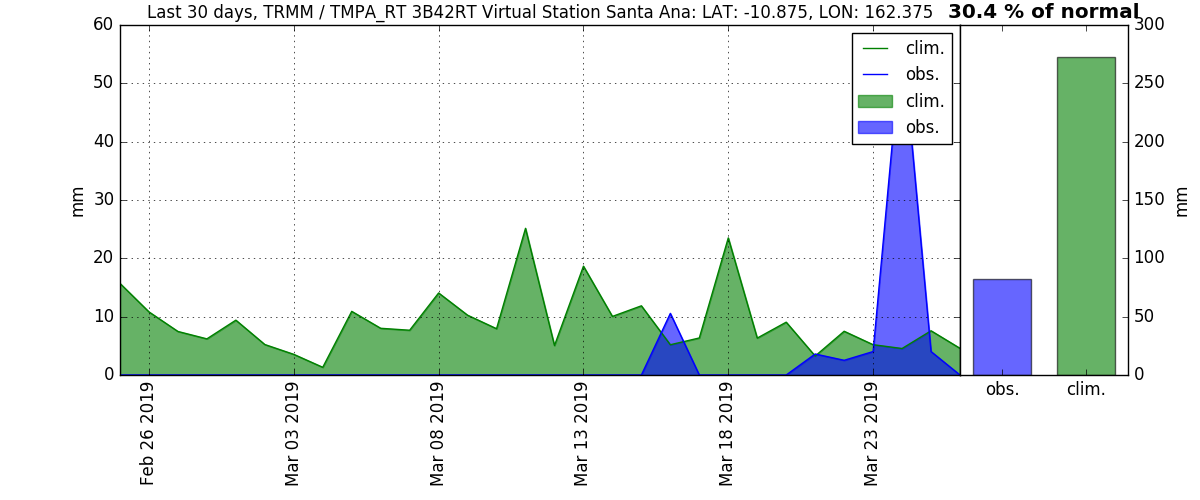 Last 30 days, TRMM / TMPA_RT 3B42RT Virtual Station Santa Ana: LAT: -10.875, LON: 162.375
30.4 % of normal
60
50
40
30
20
10
0
mm
clim.
obs.
clim.
obs.
Feb 26 2019
Mar 03 2019
Mar 08 2019
Mar 13 2019
Mar 18 2019
Mar 23 2019
300
250
200
150
100
50
0
mm
obs.
clim.